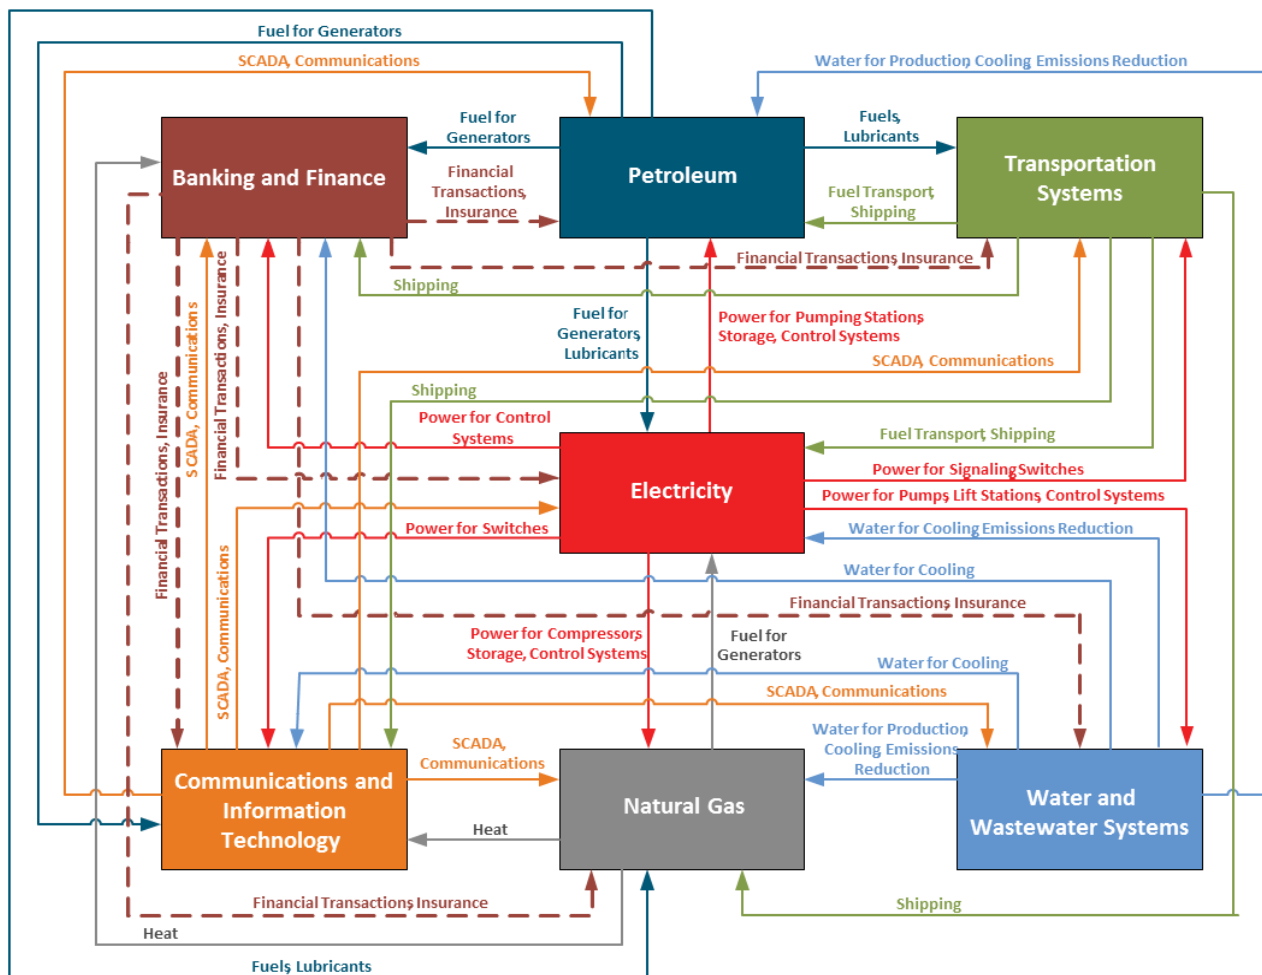 Fuel for Generators
SCADA, Communications
Water for Production, Cooling Emissions Reduction
Fuel for
Generators
Fuels,
Lubricants
Banking and Finance
Petroleum
Transportation
Systems
Financial
Transactions,
Insurance
Fuel Transport,
Shipping
Financial Transactions, Insurance
Shipping
Fuel for
Generators,
Lubricants
Power for Pumping Stations,
Storage, Control Systems
SCADA, Communications
Financial Transactions, Insurance
SCADA, Communications
Financial Transactions, Insurance
Shipping
Power for Control
Systems
Fuel Transport, Shipping
Electricity
Power for Signaling Switches
Power for Pumps, Lift Stations, Control Systems
Power for Switches
Water for Cooling Emissions Reduction
Water for Cooling
SCADA, Communications
Financial Transactions, Insurance
Power for Compressors,
Storage, Control Systems
Fuel for
Generators
Water for Cooling
SCADA, Communications
SCADA,
Communications
Water for Production,
Cooling Emissions
Reduction
Communications and
Information
Technology
Natural Gas
Water and
Wastewater Systems
Heat
Financial Transactions, Insurance
Shipping
Heat
Fuels, Lubricants